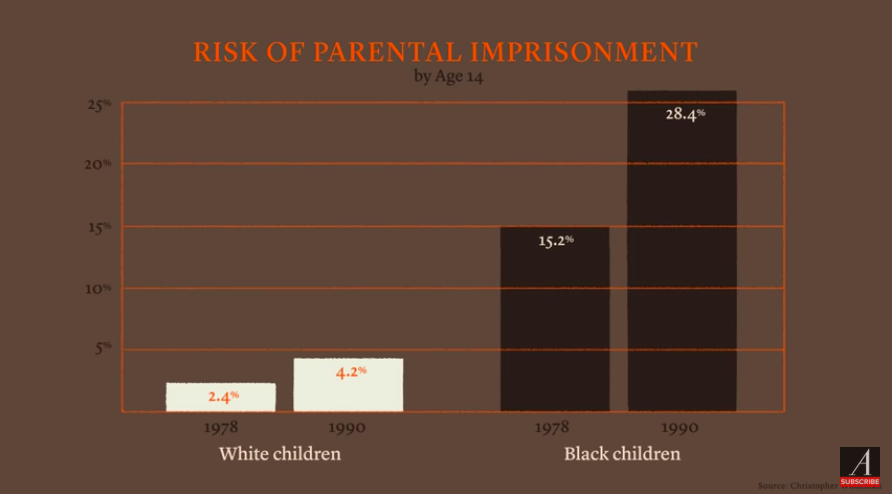 RISK OF PARENTAL IMPRISONMENT
by Age 14
25%
20%
15%
10%
5%
2.4%
4.2%
15.2%
28.4%
1978
1990
1978
1990
White children
Black children
Source: Christopher
A
SUBSCRIBE